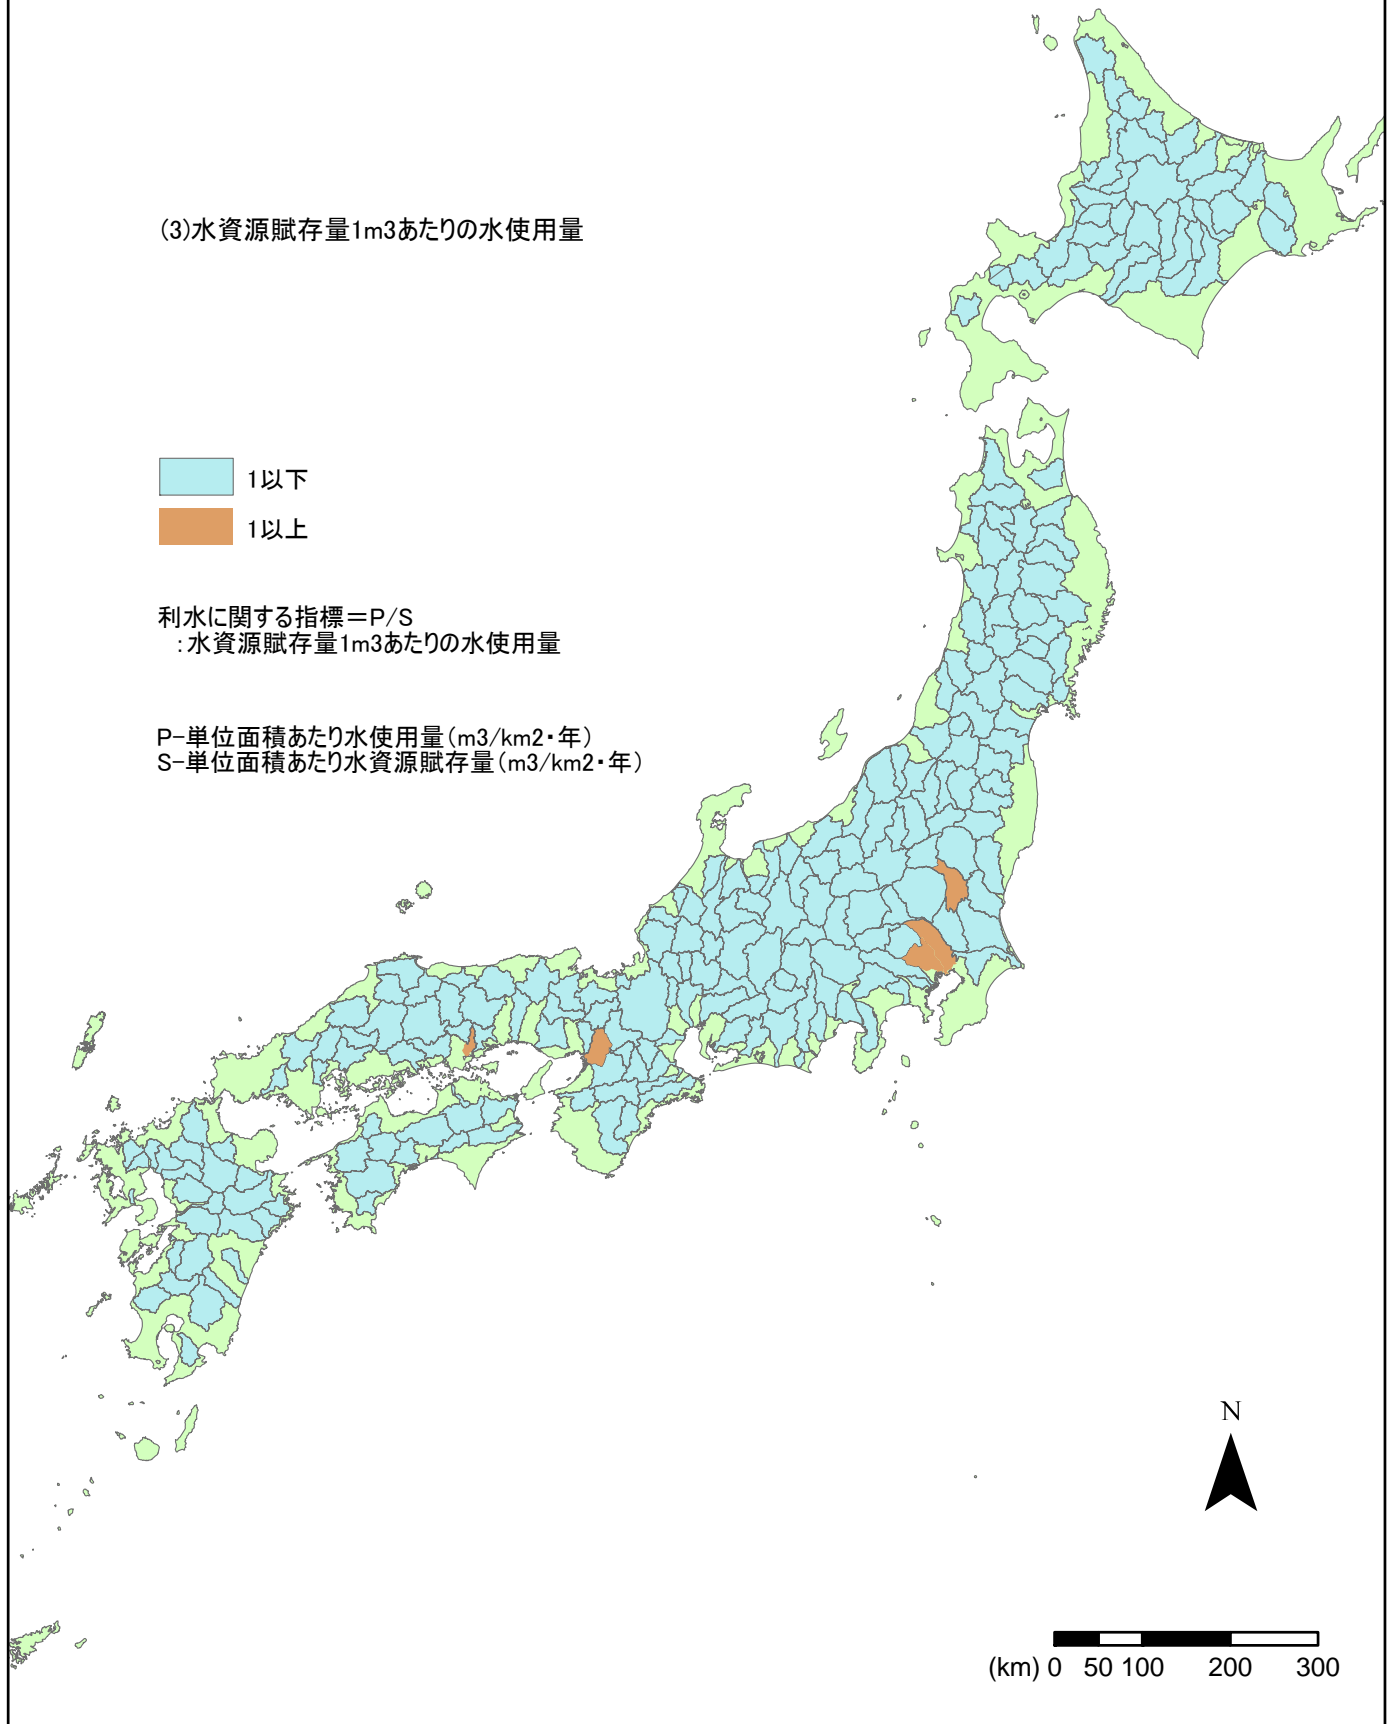 (3)水資源賦存量1m3あたりの水使用量
1以下
1以上
利水に関する指標＝P/S
：水資源賦存量1m3あたりの水使用量
P−単位面積あたり水使用量（m3/km2・年）
S−単位面積あたり水資源賦存量（m3/km2・年）
N
(km) 0 50 100 200 300